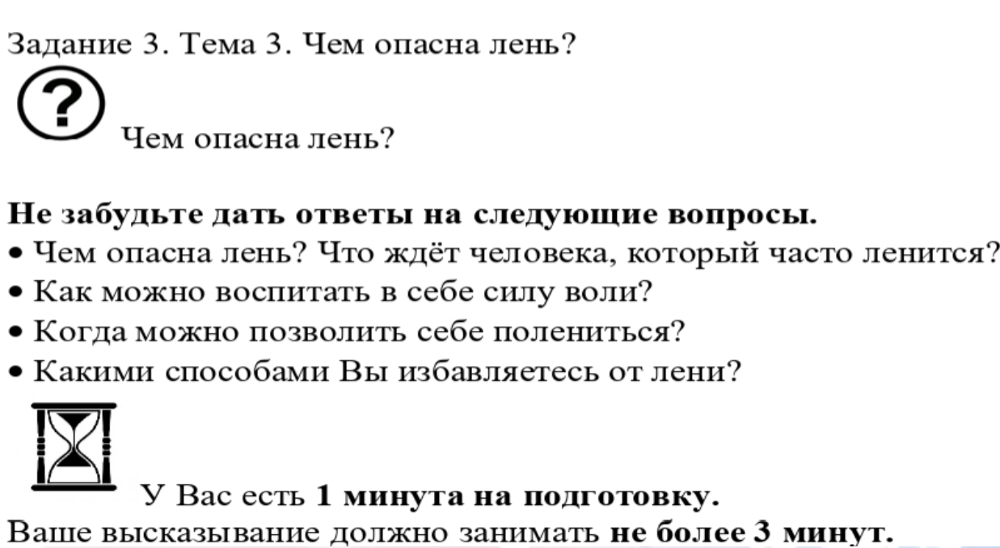 Задание 3. Тема 3. Чем опасна лень?
?
Чем опасна лень?
Не забудьте дать ответы на следующие вопросы.
• Чем опасна лень? Что ждёт человека, который часто ленится?
• Как можно воспитать в себе силу воли?
• Когда можно позволить себе полениться?
• Какими способами Вы избавляетесь от лени?
У Вас есть 1 минута на подготовку.
Ваше высказывание должно занимать не более 3 минут.